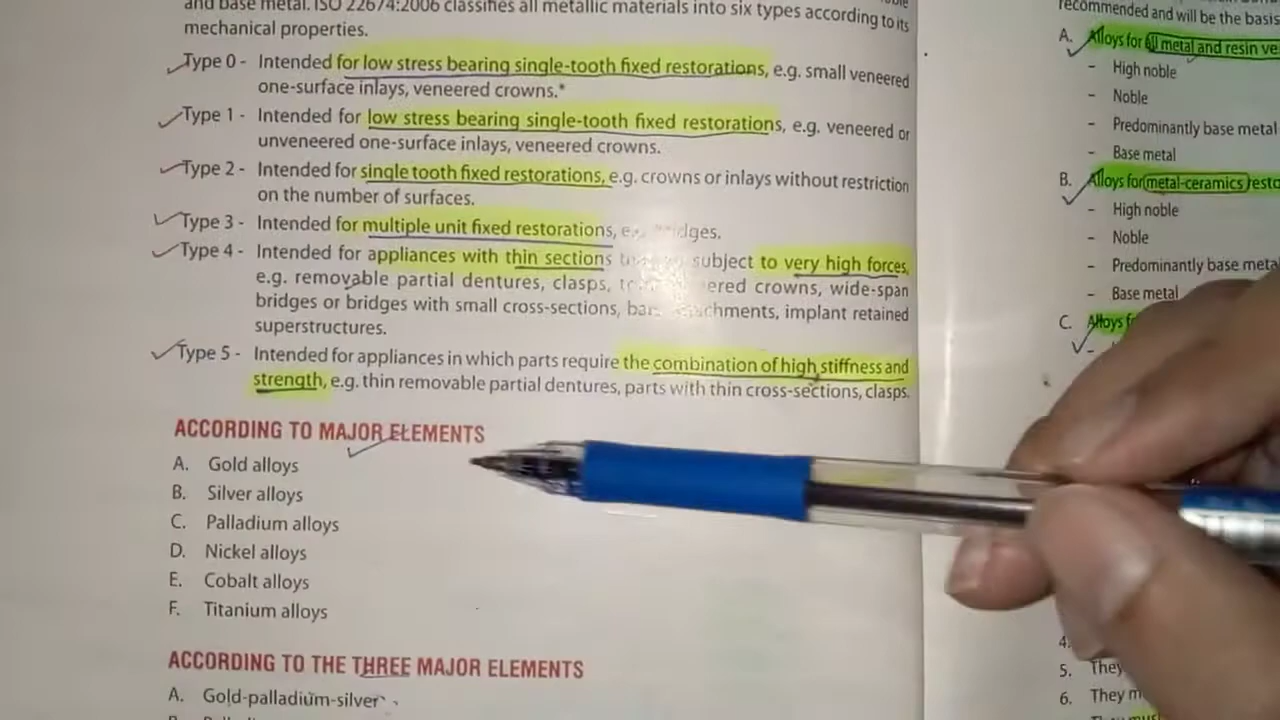 and base metal. ISO 22674:2006 classifies all metallic materials into six types according to its
mechanical properties.
Type 0 - Intended for low stress bearing single-tooth fixed restorations, e.g. small veneered
one-surface inlays, veneered crowns.*
Type 1 - Intended for low stress bearing single-tooth fixed restorations, e.g. veneered or
unveneered one-surface inlays, veneered crowns.
Type 2 - Intended for single tooth fixed restorations, e.g. crowns or inlays without restriction
on the number of surfaces.
Type 3 - Intended for multiple unit fixed restorations,
Type 4 - Intended for appliances with thin sections subject to very high forces,
e.g. removable partial dentures, clasps, crowns, wide-span
bridges or bridges with small cross-sections, implant retained
superstructures.
Type 5 - Intended for appliances in which parts require the combination of high stiffness and
strength, e.g. thin removable partial dentures, parts with thin cross-sections, clasps.
ACCORDING TO MAJOR ELEMENTS
A. Gold alloys
B. Silver alloys
C. Palladium alloys
D. Nickel alloys
E. Cobalt alloys
F. Titanium alloys
ACCORDING TO THE THREE MAJOR ELEMENTS
A. Gold-palladium-silver
recommended and will be the basis
A. Alloys for all metal and resin
- High noble
- Noble
- Predominantly base metal
- Base metal
B. Alloys for metal-ceramics
- High noble
- Noble
- Predominantly base metal
- Base metal
C. Alloys
4.
5. They
6. They